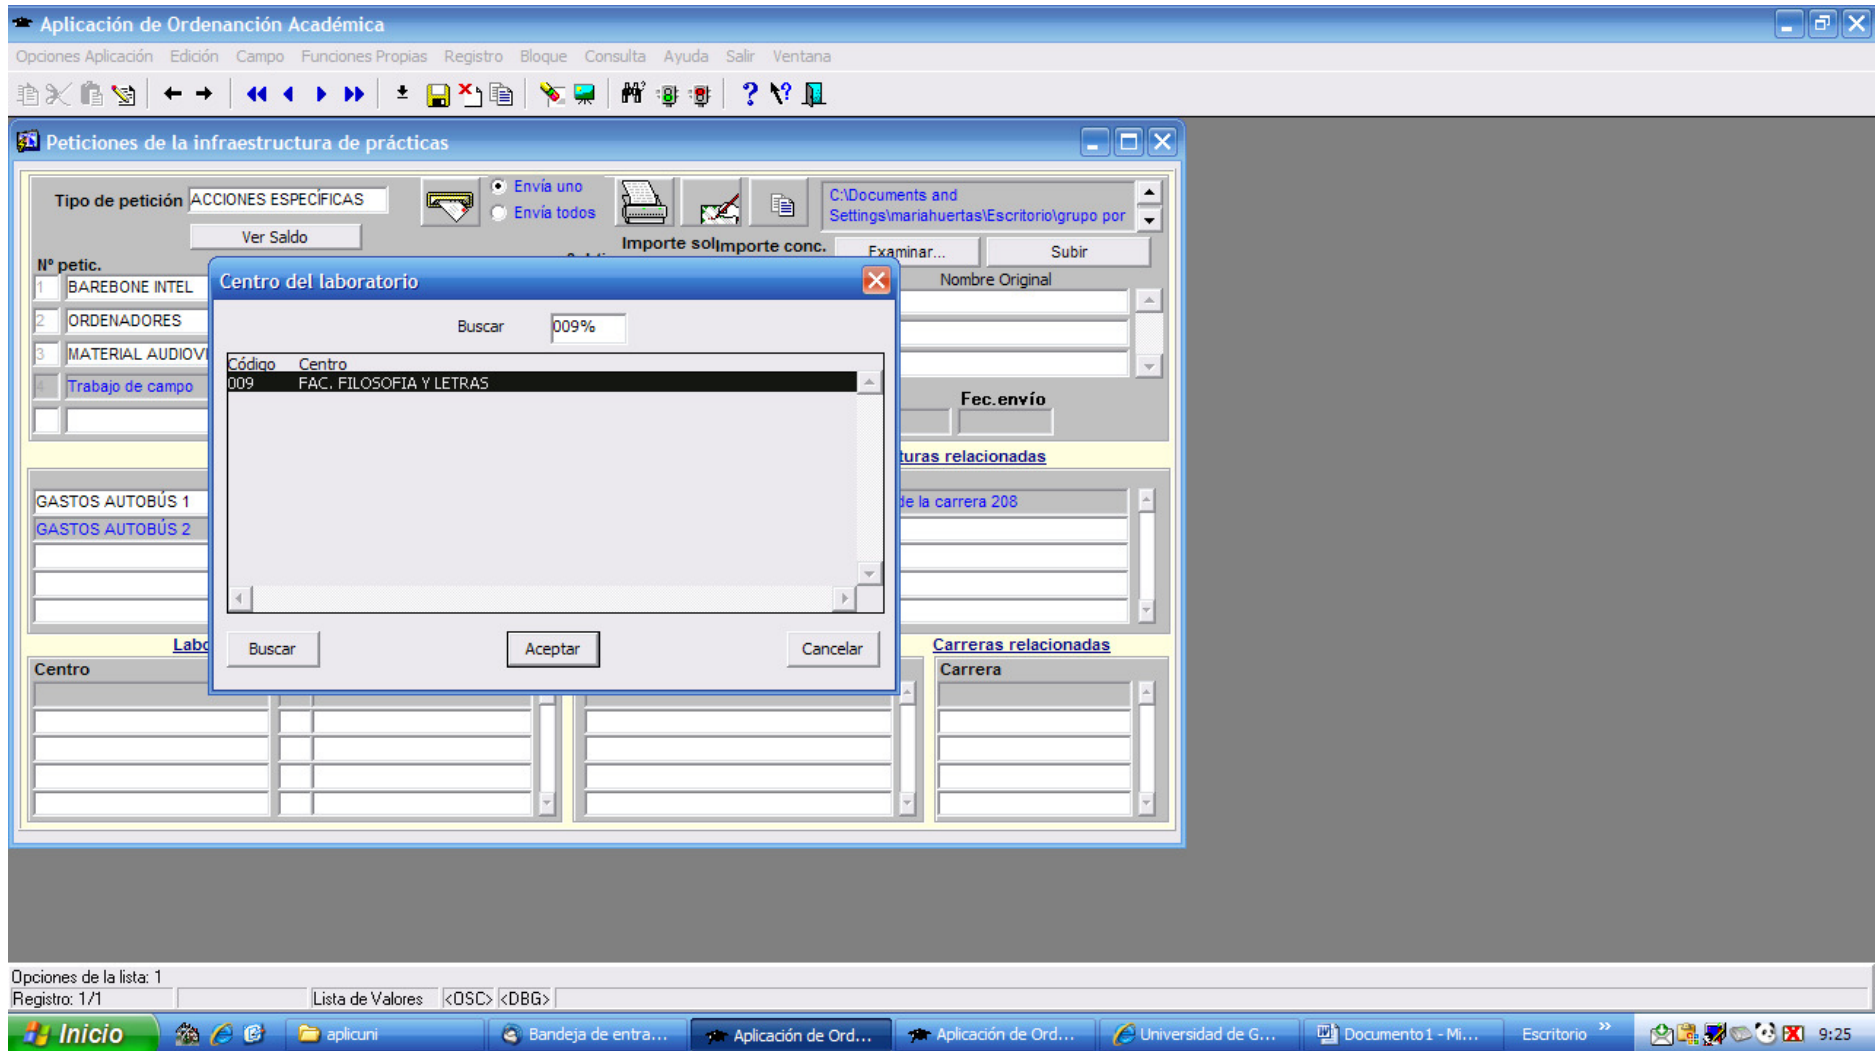 Aplicación de Ordenanción Académica
Opciones Aplicación Edición Campo Funciones Propias Registro Bloque Consulta Ayuda Salir Ventana
Peticiones de la infraestructura de prácticas
Tipo de petición ACCIONES ESPECÍFICAS
Envía uno
Envía todos
C:\Documents and
Settings\mariahuertas\Escritorio\grupo por
Ver Saldo
Importe sol Importe conc.
Examinar...
Subir
Nº petic.
Nombre Original
1 BAREBONE INTEL
2 ORDENADORES
3 MATERIAL AUDIOVI
4 Trabajo de campo
Centro del laboratorio
Buscar 009%
Código Centro
009 FAC. FILOSOFIA Y LETRAS
Buscar
Aceptar
Cancelar
Fec.envío
turas relacionadas
GASTOS AUTOBÚS 1
de la carrera 208
GASTOS AUTOBÚS 2
Labo
Carreras relacionadas
Centro
Carrera
Opciones de la lista: 1
Registro: 1/1 Lista de Valores <OSC> <DBG>
Inicio aplicuni Bandeja de entra... Aplicación de Ord... Aplicación de Ord... Universidad de G... Documento1 - Mi... Escritorio » 9:25